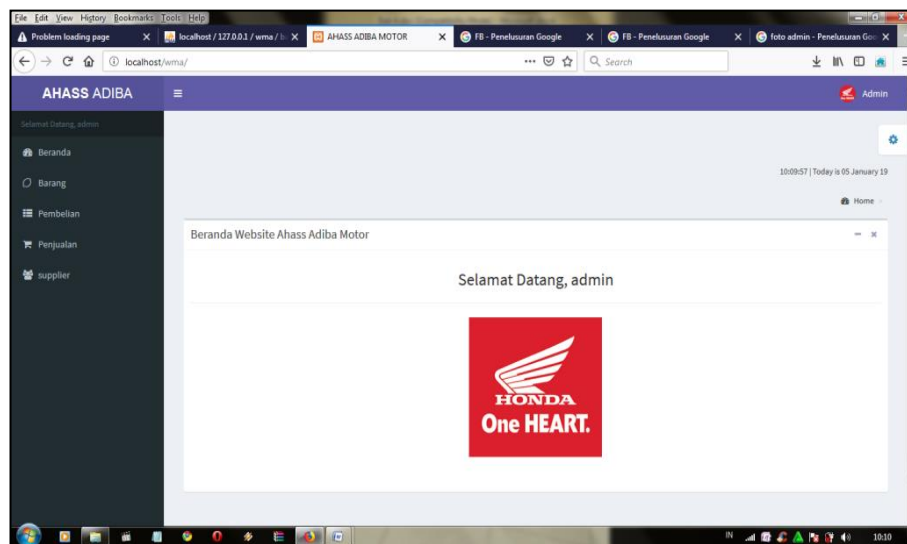 File Edit View History Bookmarks Tools Help
Problem loading page
localhost / 127.0.0.1 / wma /
AHASS ADIBA MOTOR
FB - Penelusuran Google
FB - Penelusuran Google
foto admin - Penelusuran Goo
localhost/wma/
Search
AHASS ADIBA
Admin
Selamat Datang, admin
Beranda
Barang
Pembelian
Penjualan
supplier
10:09:57 | Today is 05 January 19
Home
Beranda Website Ahass Adiba Motor
Selamat Datang, admin
HONDA
One HEART.
IN
10:10